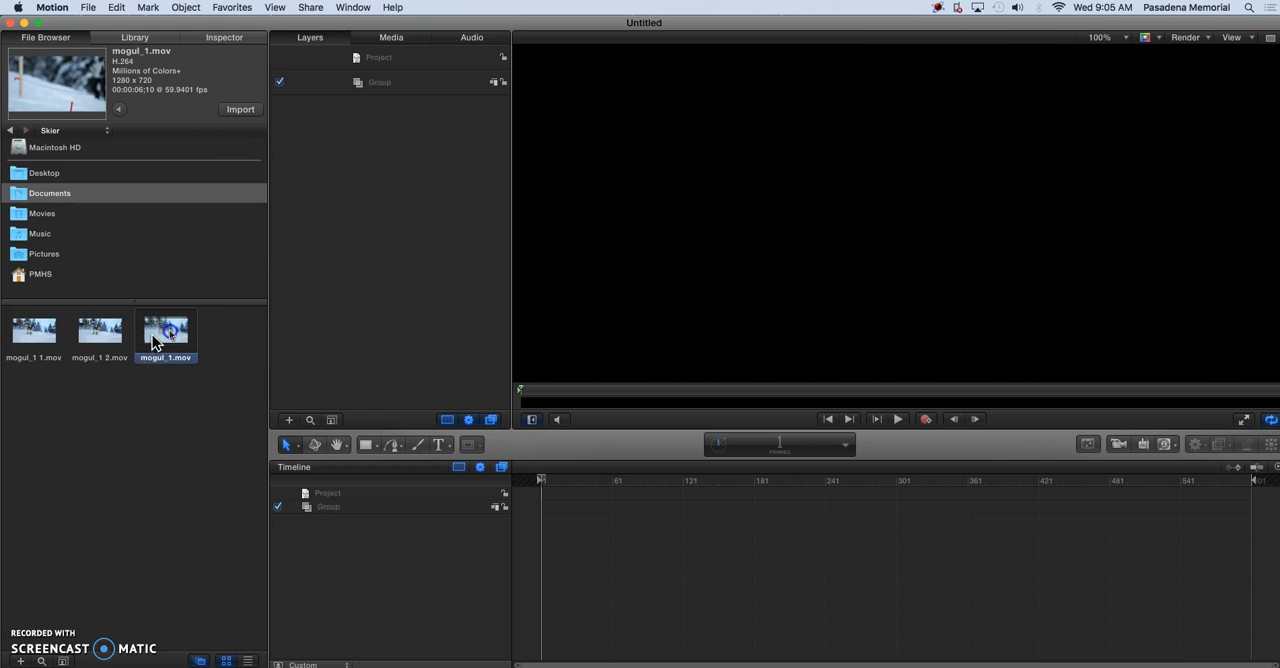 Motion File Edit Mark Object Favorites View Share Window Help
Wed 9:05 AM Pasadena Memorial
Untitled
File Browser Library Inspector
Layers Media Audio
100% Render View
mogul_1.mov
H.264
Millions of Colors+
1280 x 720
00:00:06;10 @ 59.9401 fps
Import
Project
Group
Skier
Macintosh HD
Desktop
Documents
Movies
Music
Pictures
PMHS
mogul_1 1.mov mogul_1 2.mov mogul_1.mov
T
1
FRAMES
Timeline
61 121 181 241 301 361 421 481 541
Project
Group
RECORDED WITH
SCREENCAST MATIC
Custom